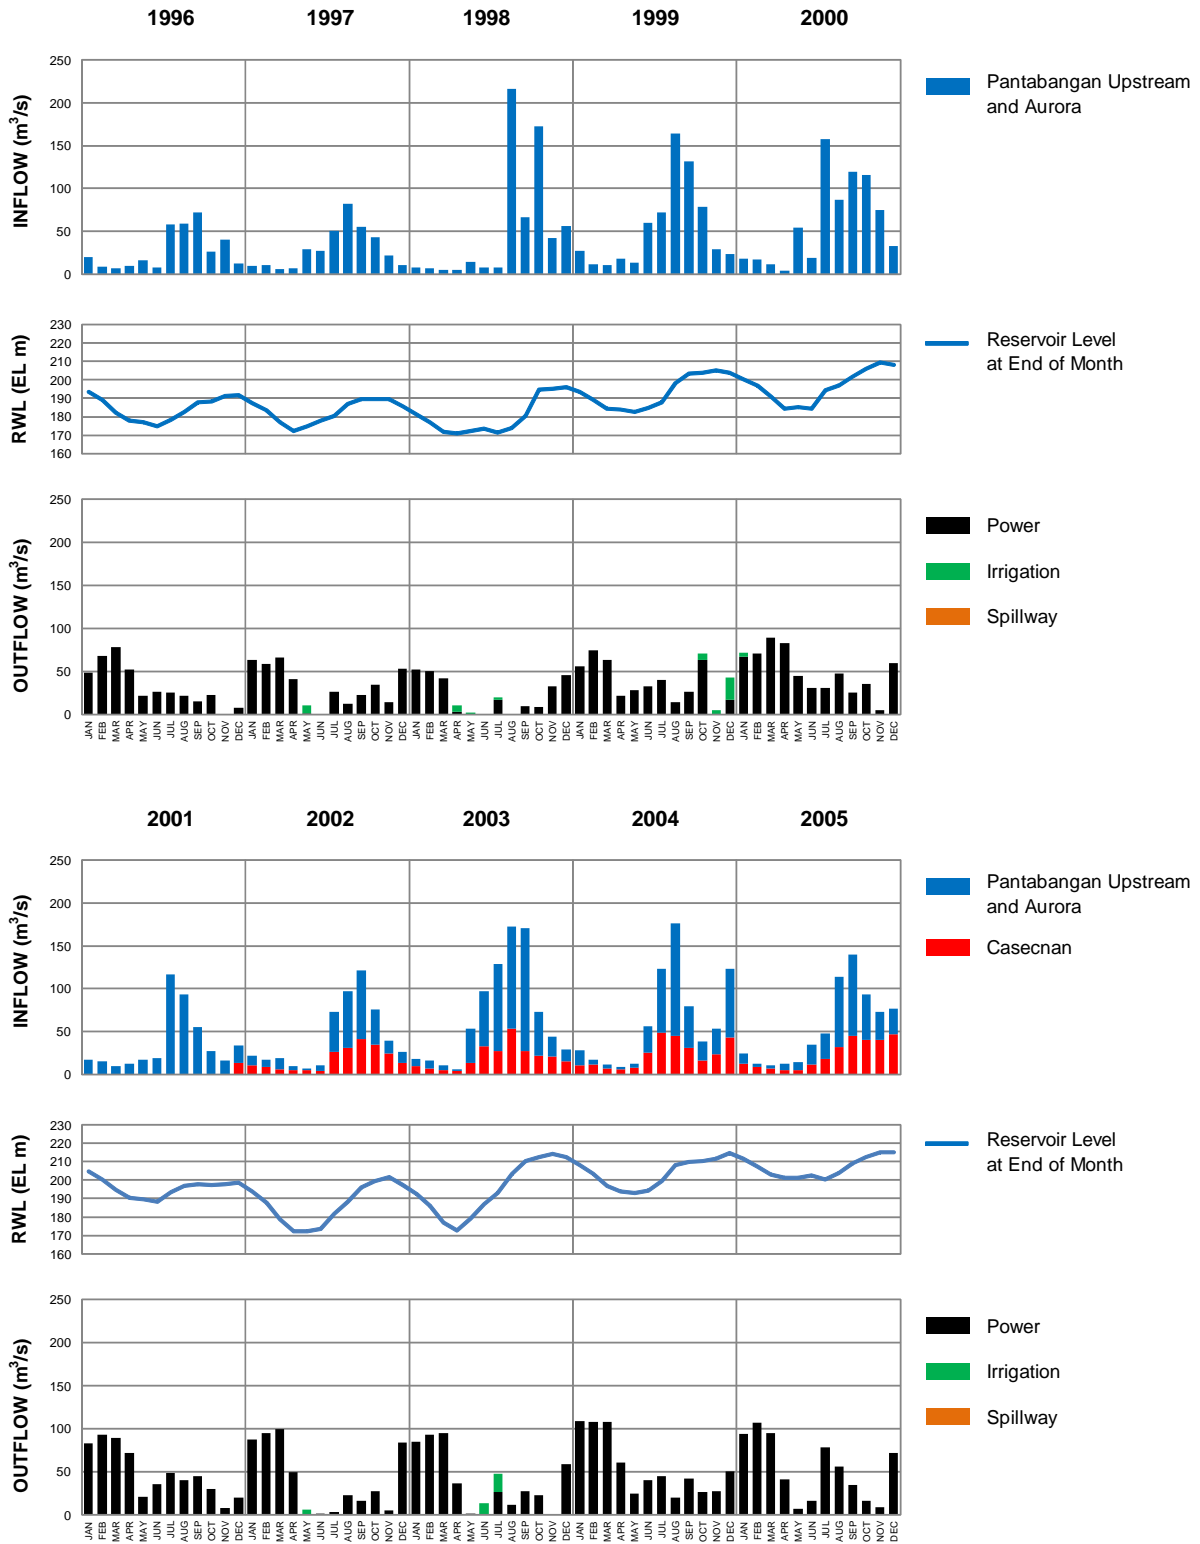 1996 1997 1998 1999 2000
INFLOW (m³/s)
250
200
150
100
50
0
Pantabangan Upstream
and Aurora
RWL (EL m)
230
220
210
200
190
180
170
160
Reservoir Level
at End of Month
OUTFLOW (m³/s)
250
200
150
100
50
0
Power
Irrigation
Spillway
JAN FEB MAR APR MAY JUN JUL AUG SEP OCT NOV DEC JAN FEB MAR APR MAY JUN JUL AUG SEP OCT NOV DEC JAN FEB MAR APR MAY JUN JUL AUG SEP OCT NOV DEC JAN FEB MAR APR MAY JUN JUL AUG SEP OCT NOV DEC JAN FEB MAR APR MAY JUN JUL AUG SEP OCT NOV DEC
2001 2002 2003 2004 2005
INFLOW (m³/s)
250
200
150
100
50
0
Pantabangan Upstream
and Aurora
Casecnan
RWL (EL m)
230
220
210
200
190
180
170
160
Reservoir Level
at End of Month
OUTFLOW (m³/s)
250
200
150
100
50
0
Power
Irrigation
Spillway
JAN FEB MAR APR MAY JUN JUL AUG SEP OCT NOV DEC JAN FEB MAR APR MAY JUN JUL AUG SEP OCT NOV DEC JAN FEB MAR APR MAY JUN JUL AUG SEP OCT NOV DEC JAN FEB MAR APR MAY JUN JUL AUG SEP OCT NOV DEC JAN FEB MAR APR MAY JUN JUL AUG SEP OCT NOV DEC